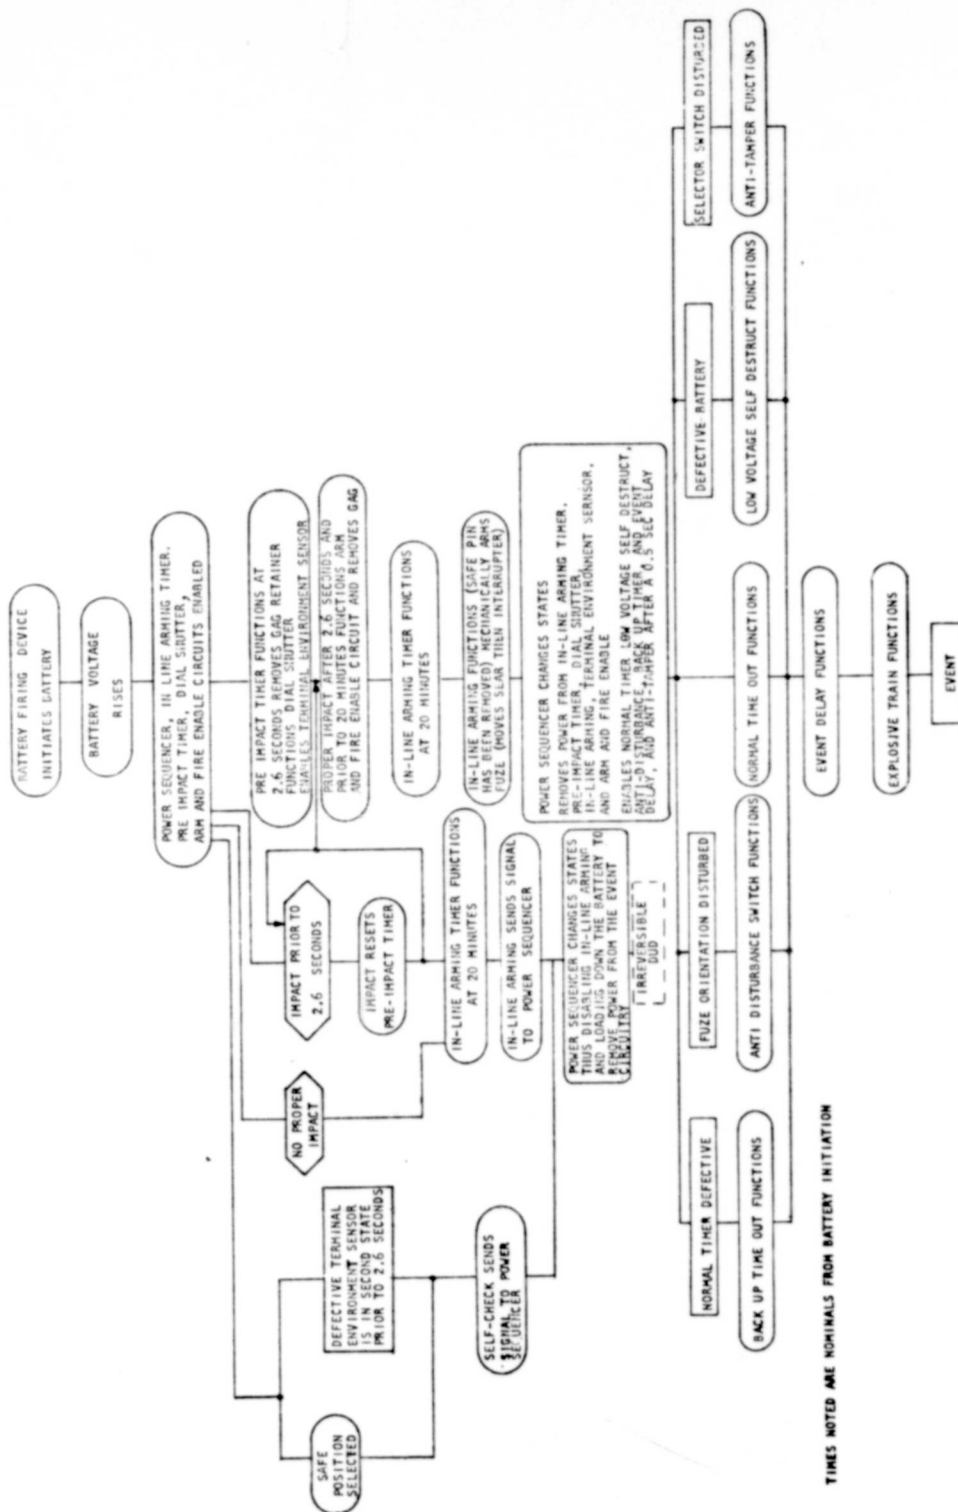 BATTERY FIRING DEVICE
INITIATES BATTERY
BATTERY VOLTAGE
RISES
POWER SEQUENCER, IN LINE ARMING TIMER,
PRE IMPACT TIMER, DIAL SHUTTER,
ARM AND FIRE ENABLE CIRCUITS ENABLED
PRE IMPACT TIMER FUNCTIONS AT
2.6 SECONDS REMOVES GAG RETAINER
FUNCTIONS DIAL SHUTTER
ENABLES TERMINAL ENVIRONMENT SENSOR
PROPER IMPACT AFTER 2.6 SECONDS AND
PRIOR TO 20 MINUTES FUNCTIONS ARM
AND FIRE ENABLE CIRCUIT AND REMOVES GAG
IN-LINE ARMING TIMER FUNCTIONS
AT 20 MINUTES
IN-LINE ARMING FUNCTIONS (SAFE PIN
HAS BEEN REMOVED) MECHANICALLY ARMS
FUZE (MOVES SLAR THEN INTERRUPTER)
POWER SEQUENCER CHANGES STATES
REMOVES POWER FROM IN-LINE ARMING TIMER,
PRE-IMPACT TIMER, DIAL SHUTTER,
IN-LINE ARMING, TERMINAL ENVIRONMENT SERNSOR,
AND ARM AND FIRE ENABLE
ENABLES NORMAL TIMER LOW VOLTAGE SELF DESTRUCT,
ANTI-DISTURBANCE, BACK UP TIMER, AND EVENT
DELAY, AND ANTI-TAMPER AFTER A 0.5 SEC DELAY
IMPACT PRIOR TO
2.6 SECONDS
IMPACT RESETS
PRE-IMPACT TIMER
NO PROPER
IMPACT
IN-LINE ARMING TIMER FUNCTIONS
AT 20 MINUTES
IN-LINE ARMING SENDS SIGNAL
TO POWER SEQUENCER
POWER SEQUENCER CHANGES STATES
THUS DISABLING IN-LINE ARMING
AND LOADING DOWN THE BATTERY TO
REMOVE POWER FROM THE EVENT
CIRCUITRY
IRREVERSIBLE
DUD
DEFECTIVE TERMINAL
ENVIRONMENT SENSOR
IS IN SECOND STATE
PRIOR TO 2.6 SECONDS
SAFE
POSITION
SELECTED
SELF-CHECK SENDS
SIGNAL TO POWER
SEQUENCER
NORMAL TIMER DEFECTIVE
BACK UP TIME OUT FUNCTIONS
FUZE ORIENTATION DISTURBED
ANTI DISTURBANCE SWITCH FUNCTIONS
NORMAL TIME OUT FUNCTIONS
DEFECTIVE BATTERY
LOW VOLTAGE SELF DESTRUCT FUNCTIONS
SELECTOR SWITCH DISTURDED
ANTI-TAMPER FUNCTIONS
EVENT DELAY FUNCTIONS
EXPLOSIVE TRAIN FUNCTIONS
EVENT
TIMES NOTED ARE NOMINALS FROM BATTERY INITIATION